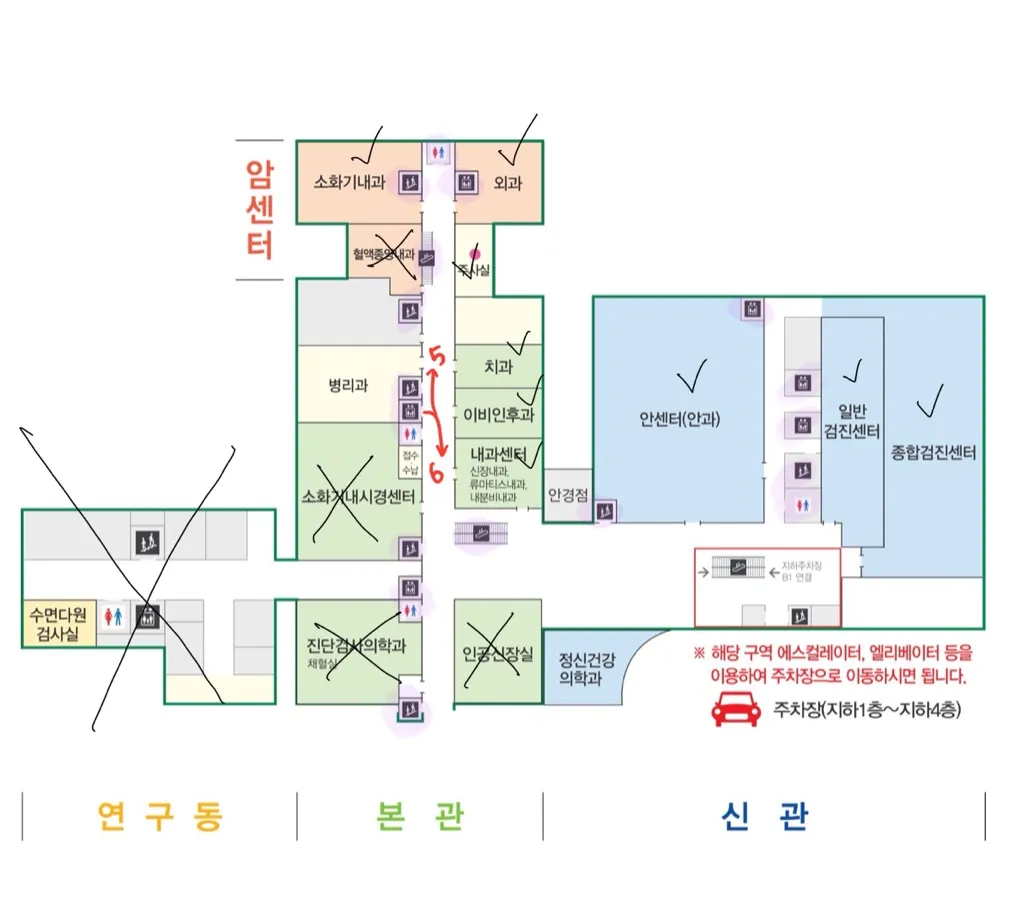 암센터
소화기내과
외과
혈액종양내과
주사실
5
치과
병리과
이비인후과
6
접수
·
수납
내과센터
신장내과,
류마티스내과,
내분비내과
소화기내시경센터
안경점
안센터(안과)
일반
검진센터
종합검진센터
지하주차장
B1 연결
수면다원
검사실
진단검사의학과
채혈실
인공신장실
정신건강
의학과
※ 해당 구역 에스컬레이터, 엘리베이터 등을
이용하여 주차장으로 이동하시면 됩니다.
주차장(지하1층~지하4층)
연구동
본관
신관